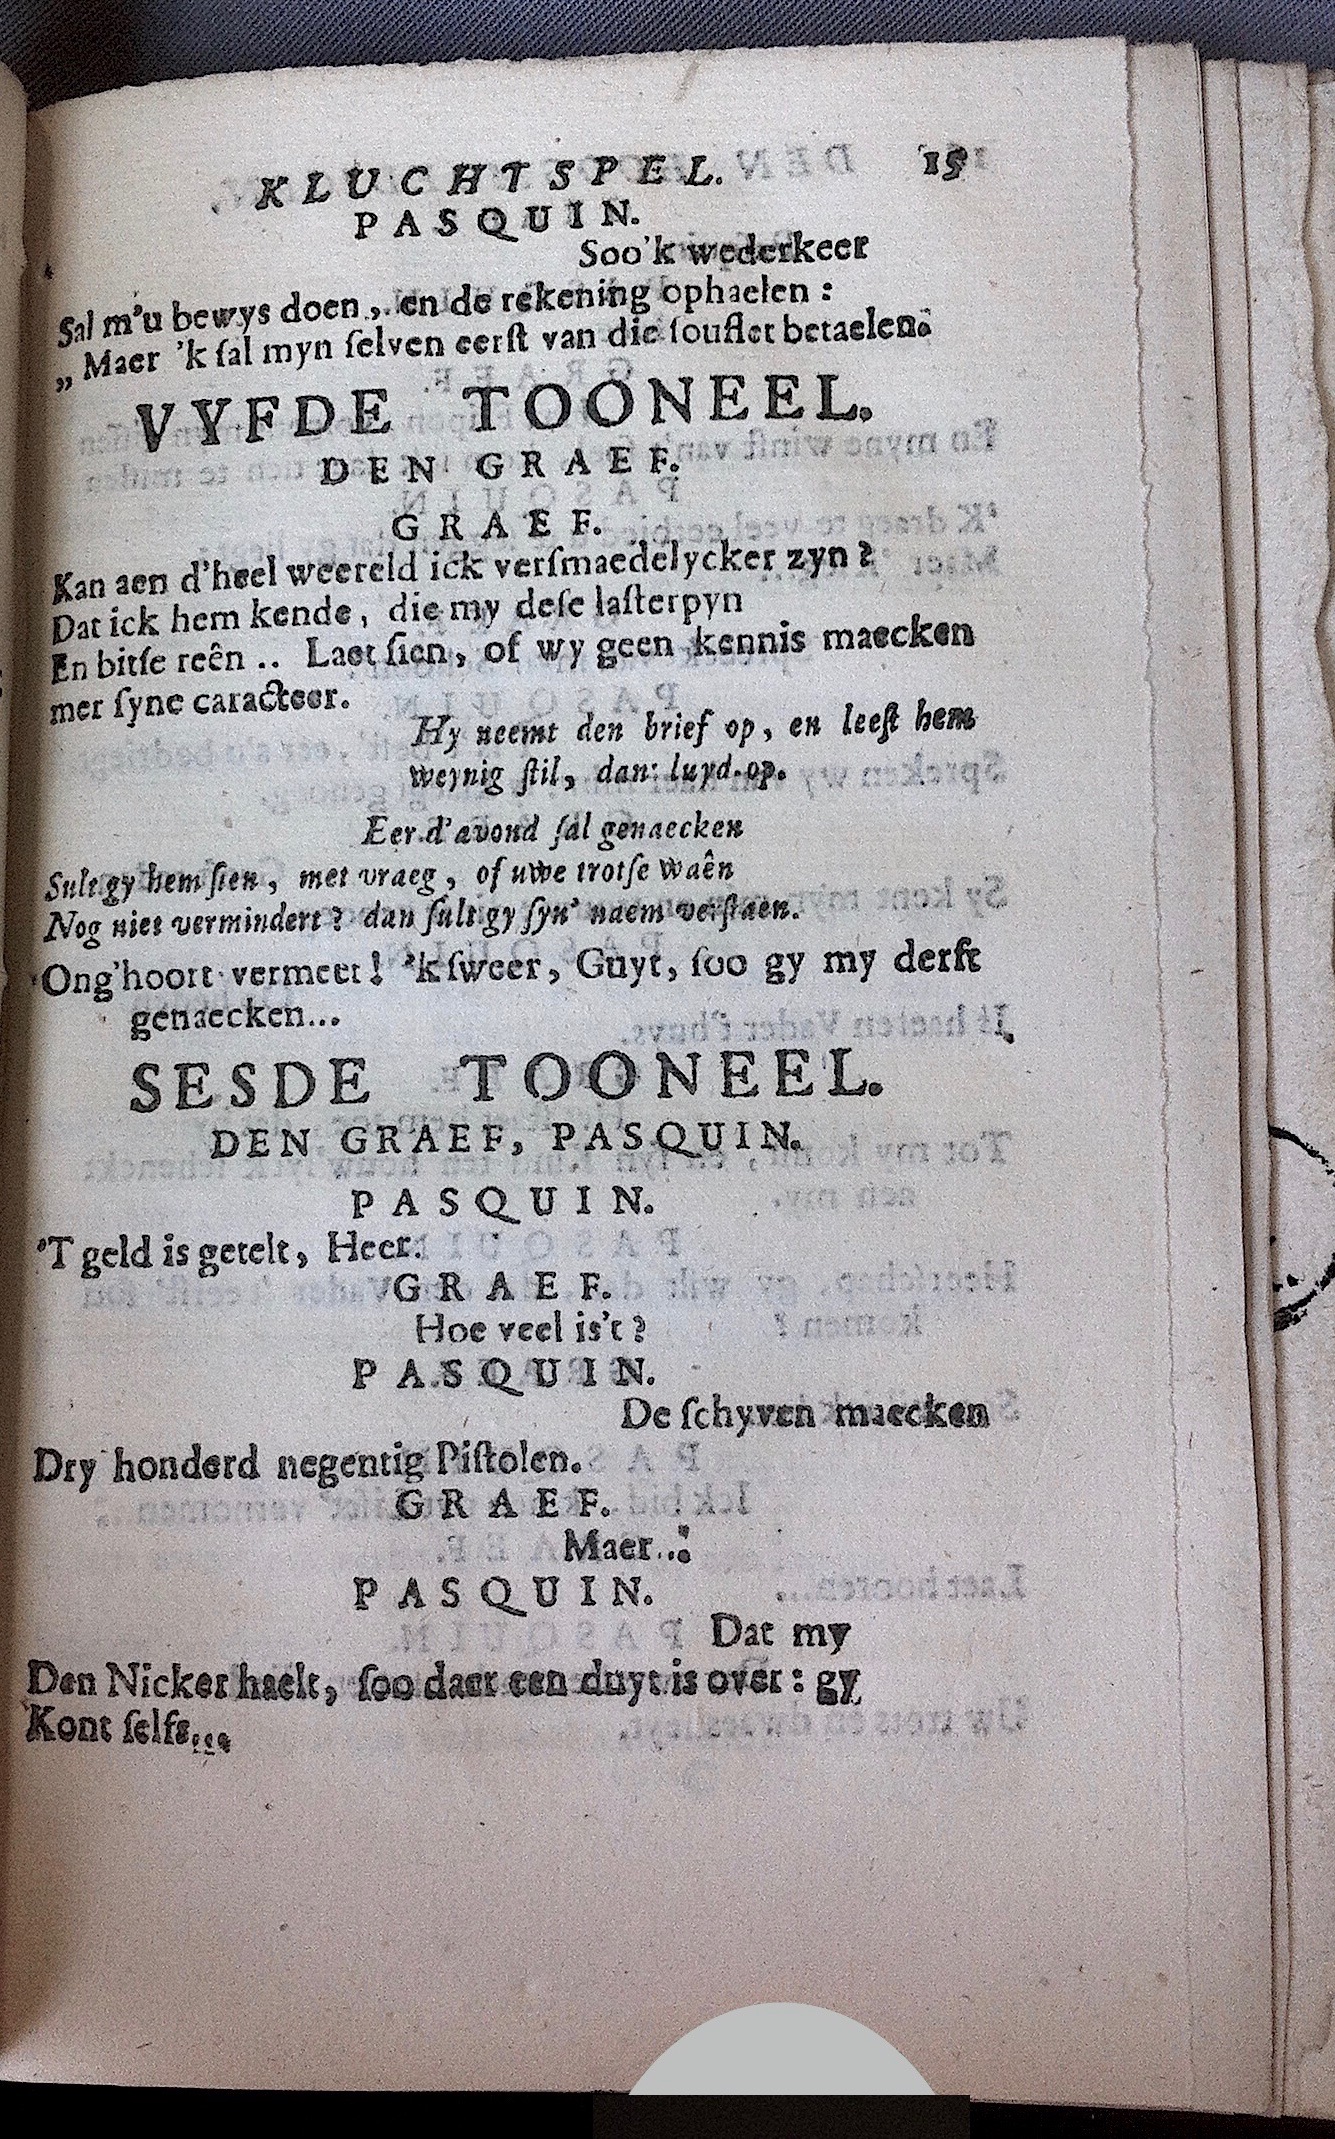 KLUCHTSPEL. 15
PASQUIN.
Soo'k wederkeer
Sal m'u bewys doen, en de rekening ophaelen:
„ Maer 'k ſal myn ſelven eerſt van die ſouflet betaelen.
VYFDE TOONEEL.
DEN GRAEF.
GRAEF.
Kan aen d'heel weereld ick verſmaedelycker zyn?
Dat ick hem kende, die my deſe laſterpyn
En bitſe reên .. Laet ſien, of wy geen kennis maecken
met ſyne caracteer.
Hy neemt den brief op, en leeſt hem
weynig ſtil, dan luyd-op.
Eer d'avond ſal genaecken
Sult gy hem ſien, met vraeg, of uwe trotſe waên
Nog niet vermindert? dan ſult gy ſyn' naem verſtaen.
Ong'hoort vermeet! 'k ſweer, Guyt, ſoo gy my derft
genaecken...
SESDE TOONEEL.
DEN GRAEF, PASQUIN.
PASQUIN.
'T geld is getelt, Heer.
GRAEF.
Hoe veel is't?
PASQUIN.
De ſchyven maecken
Dry honderd negentig Piſtolen.
GRAEF.
Maer...
PASQUIN.
Dat my
Den Nicker haelt, ſoo daer een duyt is over: gy
Kont ſelfs...